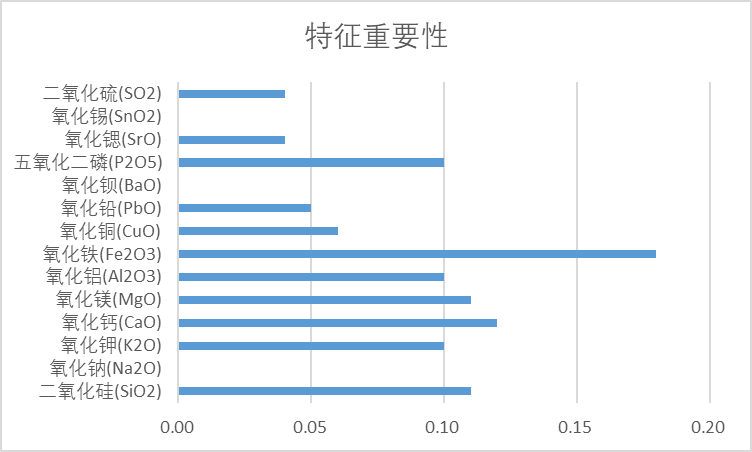 特征重要性
二氧化硫(SO2)
氧化锡(SnO2)
氧化锶(SrO)
五氧化二磷(P2O5)
氧化钡(BaO)
氧化铅(PbO)
氧化铜(CuO)
氧化铁(Fe2O3)
氧化铝(Al2O3)
氧化镁(MgO)
氧化钙(CaO)
氧化钾(K2O)
氧化钠(Na2O)
二氧化硅(SiO2)
0.00 0.05 0.10 0.15 0.20